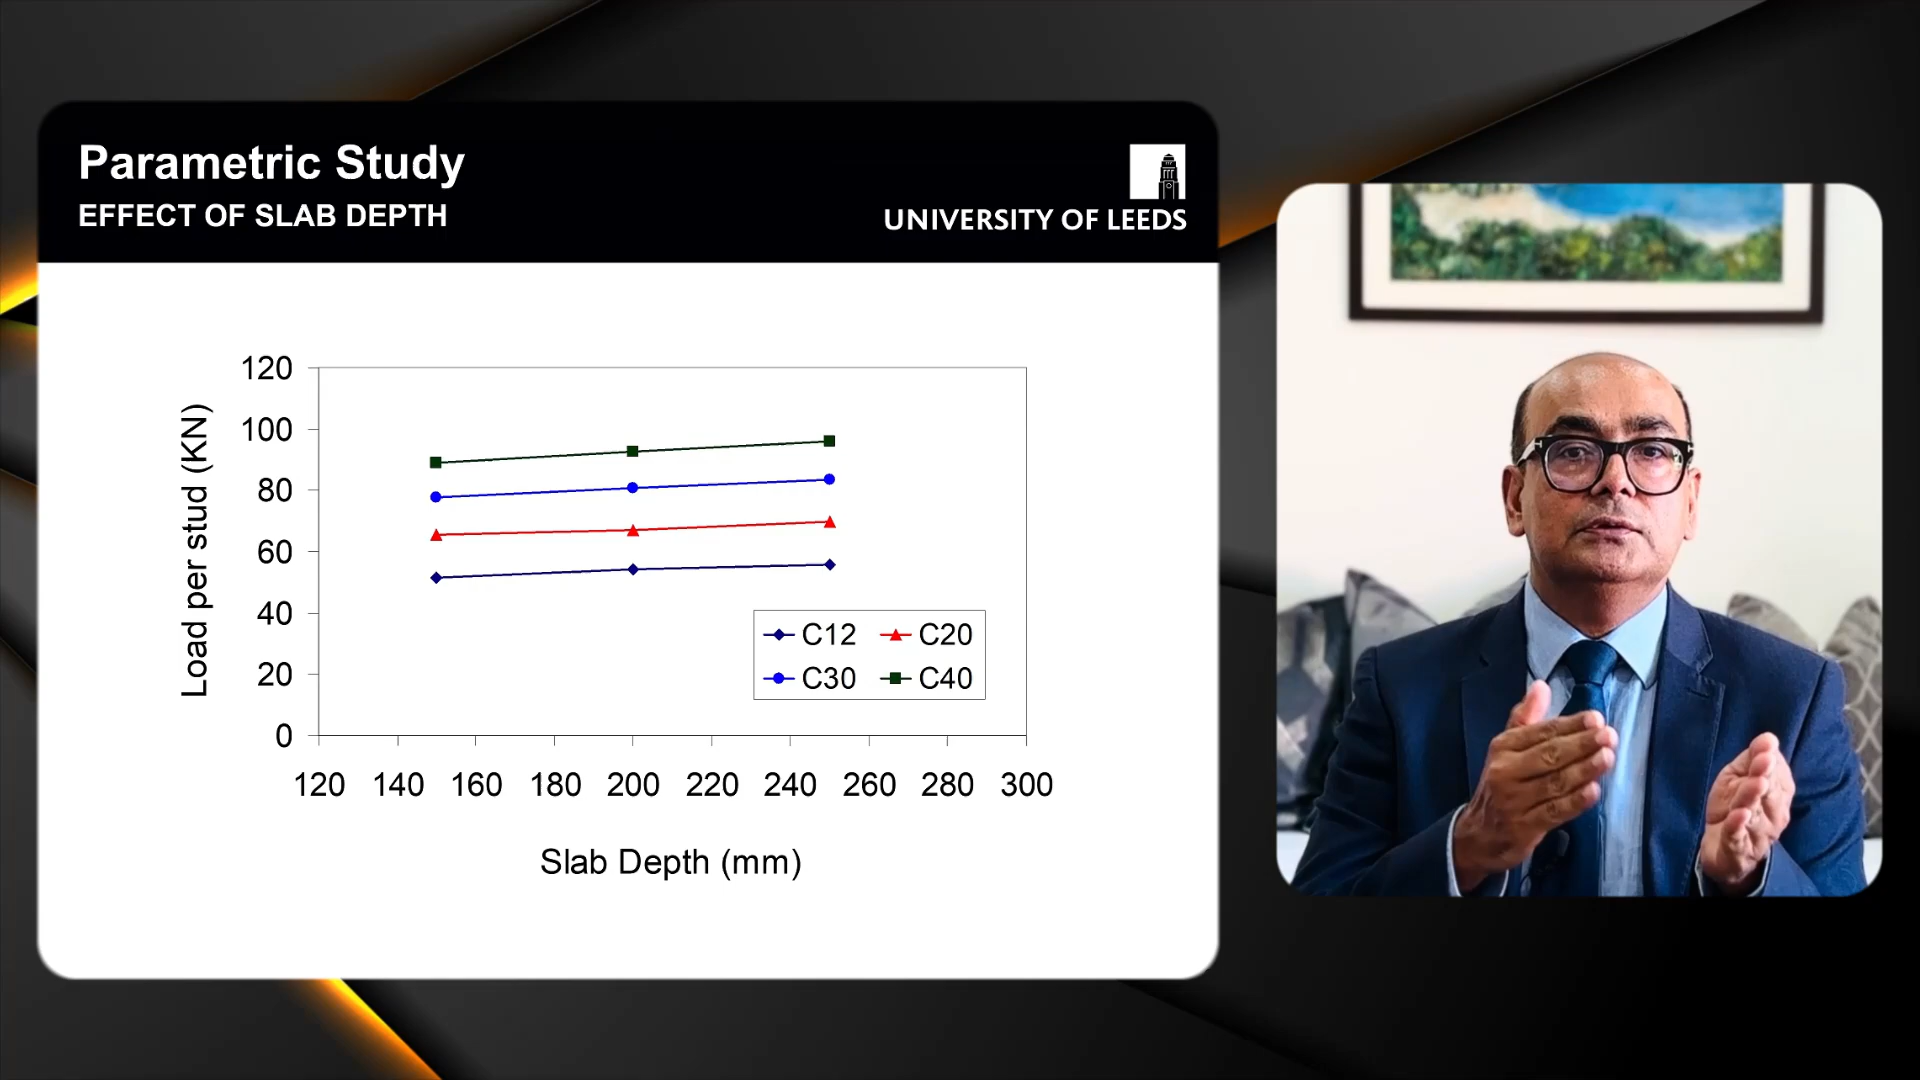 Parametric Study
EFFECT OF SLAB DEPTH
UNIVERSITY OF LEEDS
120
100
80
60
40
20
0
Load per stud (KN)
C12 C20
C30 C40
120 140 160 180 200 220 240 260 280 300
Slab Depth (mm)